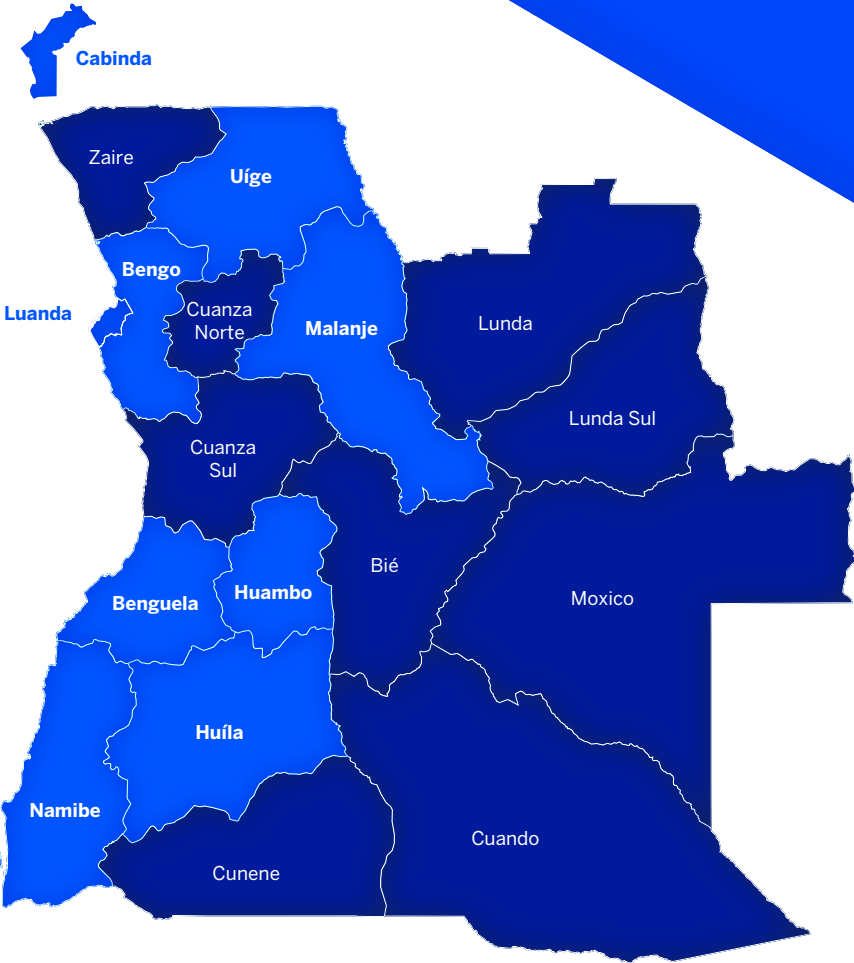 Cabinda
Zaire
Uíge
Bengo
Luanda
Cuanza
Norte
Malanje
Lunda
Lunda Sul
Cuanza
Sul
Bié
Huambo
Benguela
Moxico
Huíla
Namibe
Cuando
Cunene